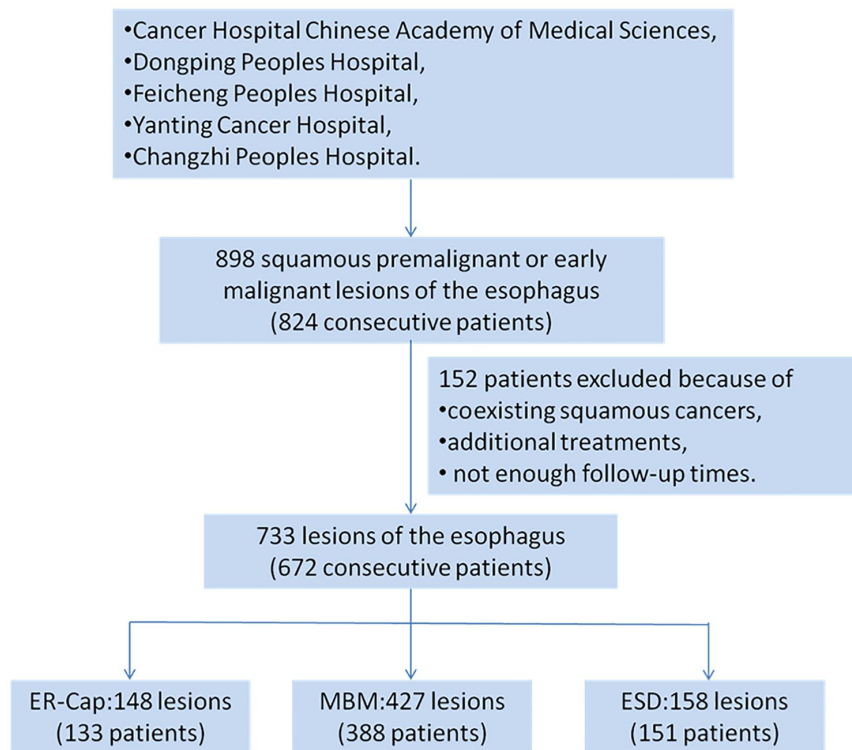 •Cancer Hospital Chinese Academy of Medical Sciences,
•Dongping Peoples Hospital,
•Feicheng Peoples Hospital,
•Yanting Cancer Hospital,
•Changzhi Peoples Hospital.
898 squamous premalignant or early
malignant lesions of the esophagus
(824 consecutive patients)
152 patients excluded because of
•coexisting squamous cancers,
•additional treatments,
• not enough follow-up times.
733 lesions of the esophagus
(672 consecutive patients)
ER-Cap:148 lesions
(133 patients)
MBM:427 lesions
(388 patients)
ESD:158 lesions
(151 patients)